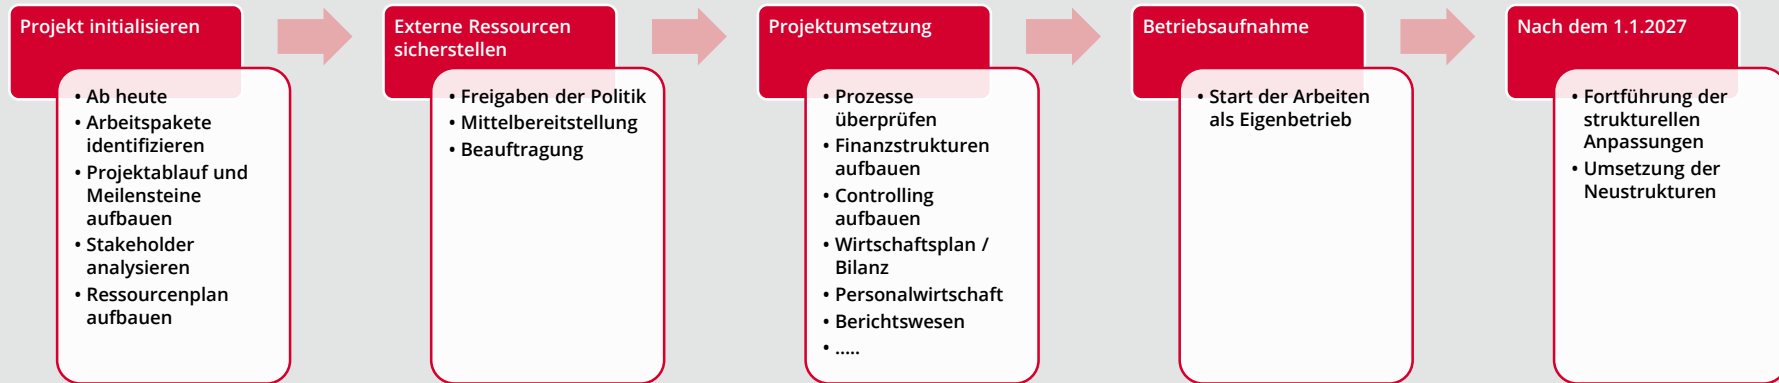 Projekt initialisieren
• Ab heute
• Arbeitspakete
identifizieren
• Projektablauf und
Meilensteine
aufbauen
• Stakeholder
analysieren
• Ressourcenplan
aufbauen
Externe Ressourcen
sicherstellen
• Freigaben der Politik
• Mittelbereitstellung
• Beauftragung
Projektumsetzung
• Prozesse
überprüfen
• Finanzstrukturen
aufbauen
• Controlling
aufbauen
• Wirtschaftsplan /
Bilanz
• Personalwirtschaft
• Berichtswesen
• .....
Betriebsaufnahme
• Start der Arbeiten
als Eigenbetrieb
Nach dem 1.1.2027
• Fortführung der
strukturellen
Anpassungen
• Umsetzung der
Neustrukturen